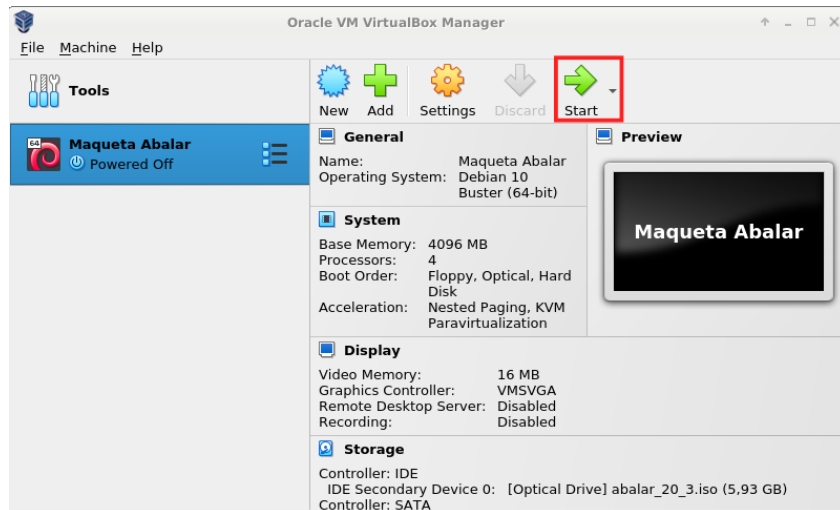 Oracle VM VirtualBox Manager
File Machine Help
Tools
New Add Settings Discard Start
64
Maqueta Abalar
Powered Off
General
Name: Maqueta Abalar
Operating System: Debian 10
Buster (64-bit)
Preview
Maqueta Abalar
System
Base Memory: 4096 MB
Processors: 4
Boot Order: Floppy, Optical, Hard
Disk
Acceleration: Nested Paging, KVM
Paravirtualization
Display
Video Memory: 16 MB
Graphics Controller: VMSVGA
Remote Desktop Server: Disabled
Recording: Disabled
Storage
Controller: IDE
IDE Secondary Device 0: [Optical Drive] abalar_20_3.iso (5,93 GB)
Controller: SATA